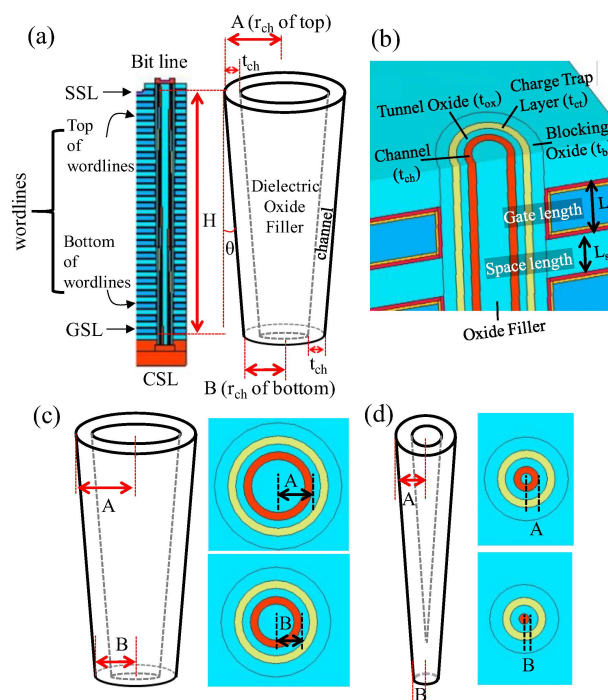 (a)
Bit line
A (r_ch of top)
t_ch
SSL
Top
of
wordlines
wordlines
Bottom
of
wordlines
GSL
CSL
H
θ
Dielectric
Oxide
Filler
channel
t_ch
B (r_ch of bottom)
(b)
Charge Trap
Layer (t_ct)
Tunnel Oxide (t_ox)
Blocking
Oxide (t_b
Channel
(t_ch)
Gate length
L
Space length
L_s
Oxide Filler
(c)
A
B
A
B
(d)
A
B
A
B